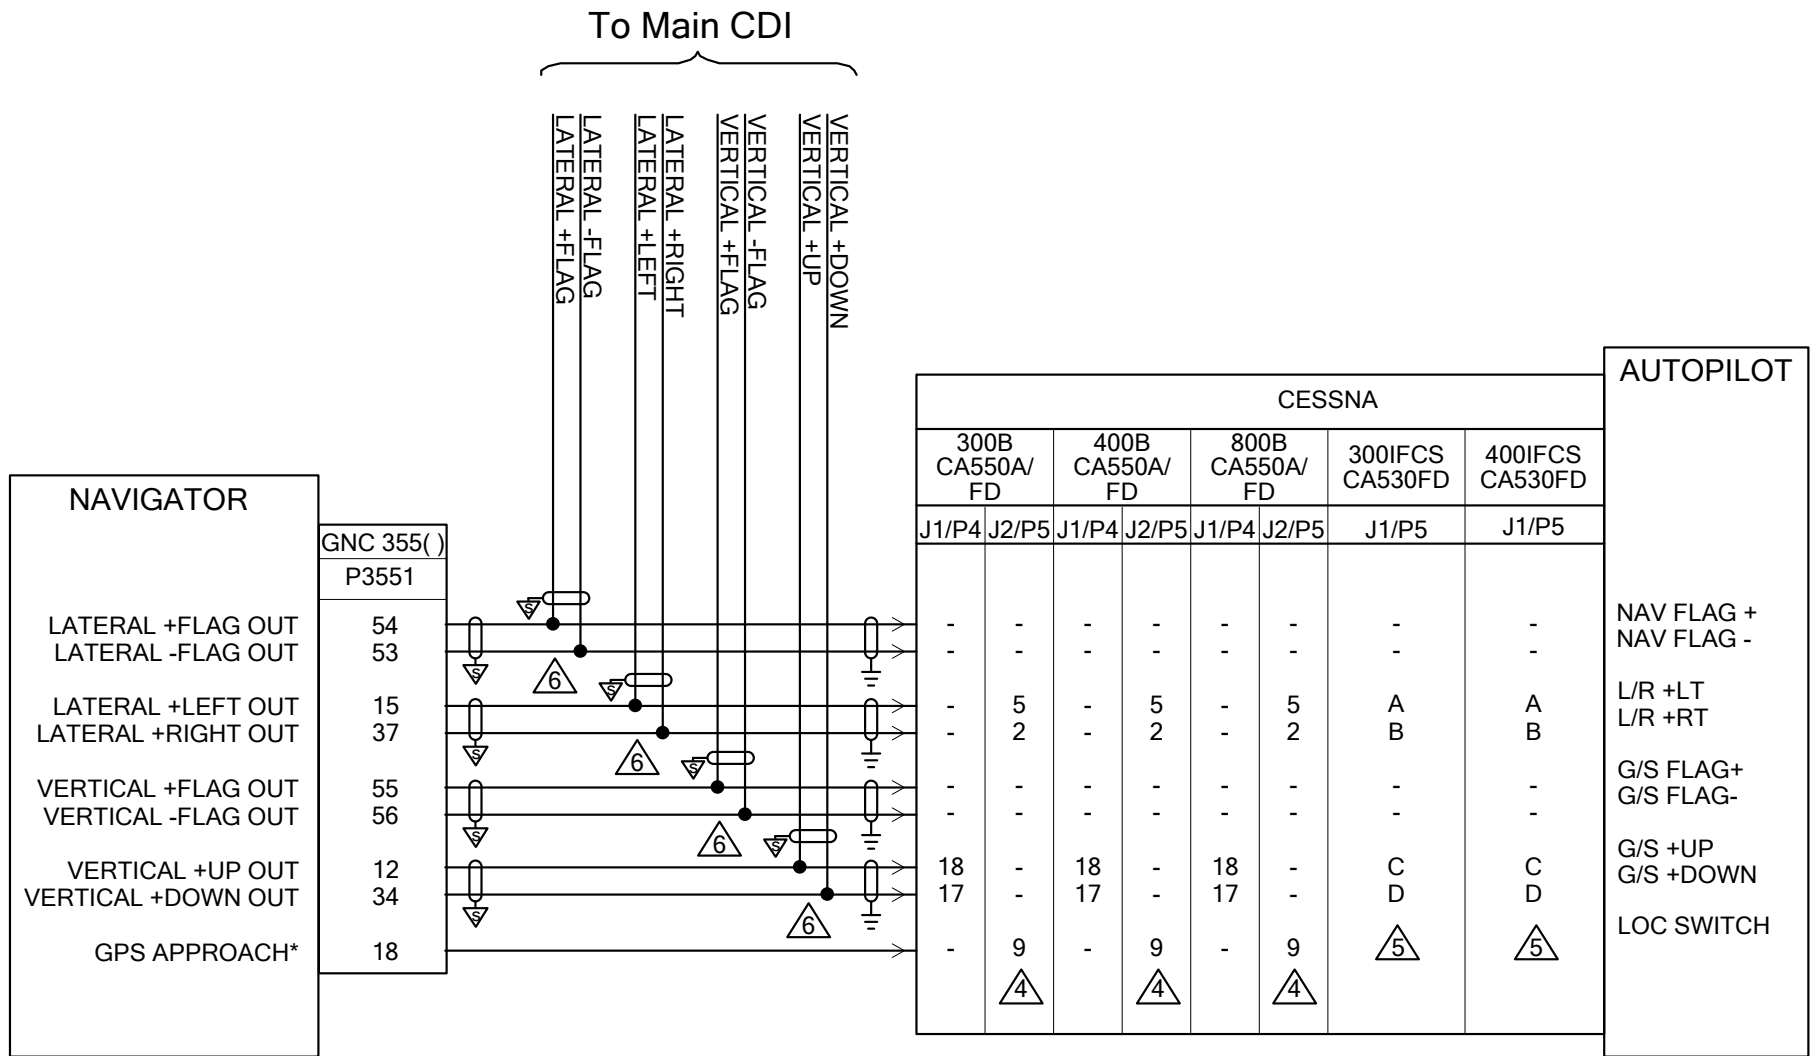 To Main CDI
LATERAL +FLAG
LATERAL -FLAG
LATERAL +LEFT
LATERAL +RIGHT
VERTICAL +FLAG
VERTICAL -FLAG
VERTICAL +UP
VERTICAL +DOWN
NAVIGATOR
GNC 355( )
P3551
AUTOPILOT
CESSNA
300B
CA550A/
FD
400B
CA550A/
FD
800B
CA550A/
FD
300IFCS
CA530FD
400IFCS
CA530FD
J1/P4 J2/P5 J1/P4 J2/P5 J1/P4 J2/P5 J1/P5 J1/P5
S
LATERAL +FLAG OUT 54 - - - - - - - - NAV FLAG +
LATERAL -FLAG OUT 53 - - - - - - - - NAV FLAG -
S
6
S
LATERAL +LEFT OUT 15 - 5 - 5 - 5 A A L/R +LT
LATERAL +RIGHT OUT 37 - 2 - 2 - 2 B B L/R +RT
S
6
S
VERTICAL +FLAG OUT 55 - - - - - - - - G/S FLAG+
VERTICAL -FLAG OUT 56 - - - - - - - - G/S FLAG-
S
6
S
VERTICAL +UP OUT 12 18 - 18 - 18 - C C G/S +UP
VERTICAL +DOWN OUT 34 17 - 17 - 17 - D D G/S +DOWN
S
6
GPS APPROACH* 18 - 9 - 9 - 9 5 5 LOC SWITCH
4 4 4